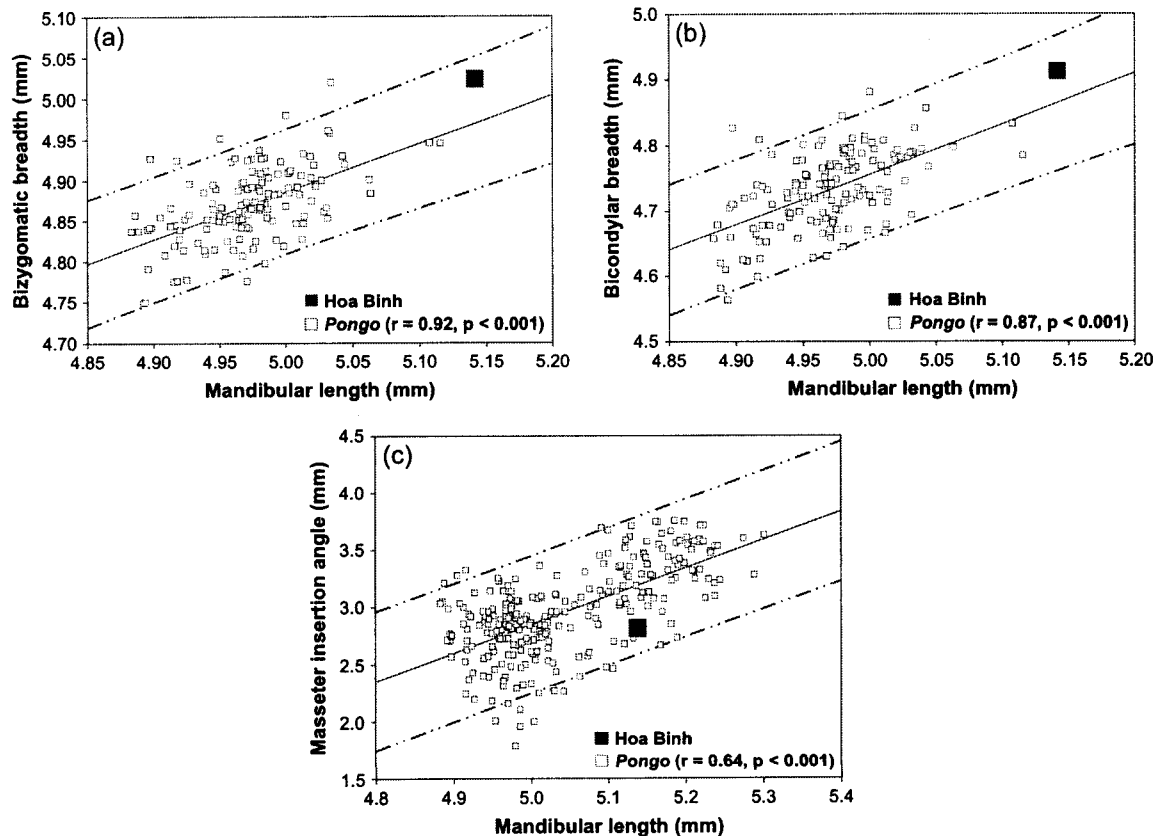 (a)
Bizygomatic breadth (mm)
5.10
5.05
5.00
4.95
4.90
4.85
4.80
4.75
4.70
Hoa Binh
Pongo (r = 0.92, p < 0.001)
4.85 4.90 4.95 5.00 5.05 5.10 5.15 5.20
Mandibular length (mm)
(b)
Bicondylar breadth (mm)
5.0
4.9
4.8
4.7
4.6
4.5
Hoa Binh
Pongo (r = 0.87, p < 0.001)
4.85 4.90 4.95 5.00 5.05 5.10 5.15 5.20
Mandibular length (mm)
(c)
Masseter insertion angle (mm)
4.5
4.0
3.5
3.0
2.5
2.0
1.5
Hoa Binh
Pongo (r = 0.64, p < 0.001)
4.8 4.9 5.0 5.1 5.2 5.3 5.4
Mandibular length (mm)